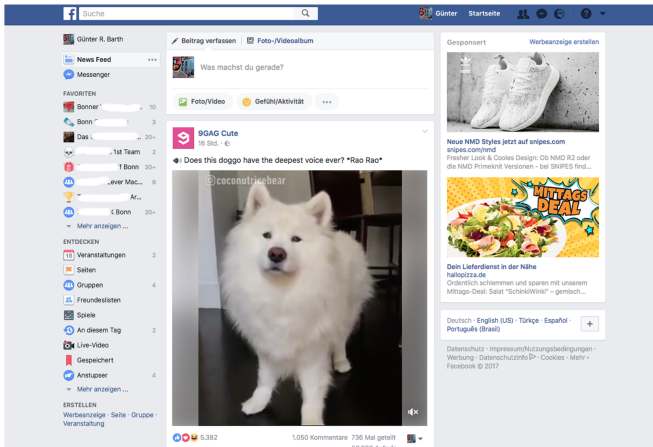 Suche
Günter
Startseite
Günter R. Barth
News Feed
Messenger
FAVORITEN
Bonner 10
Bonn 3
Das 20+
1st Team 2
Bonn 20+
ever Mac... 9
Ar...
Bonn 20+
Mehr anzeigen ...
ENTDECKEN
Veranstaltungen 2
Seiten
Gruppen 4
Freundeslisten
Spiele
An diesem Tag 2
Live-Video
Gespeichert
Anstupser 4
Mehr anzeigen ...
ERSTELLEN
Werbeanzeige · Seite · Gruppe ·
Veranstaltung
Beitrag verfassen
Foto-/Videoalbum
Was machst du gerade?
Foto/Video
Gefühl/Aktivität
9GAG Cute
16 Std. ·
Does this doggo have the deepest voice ever? *Rao Rao*
@coconutricebear
5.382
1.050 Kommentare 736 Mal geteilt
Gesponsert
Werbeanzeige erstellen
Neue NMD Styles jetzt auf snipes.com
snipes.com/nmd
Fresher Look & Cooles Design: Ob NMD R2 oder
die NMD Primeknit Versionen - bei SNIPES find...
MITTAGS
DEAL
Dein Lieferdienst in der Nähe
hallopizza.de
Ordentlich schlemmen und sparen mit unserem
Mittags-Deal: Salat "SchinkiWinki" – gemisch...
Deutsch · English (US) · Türkçe · Español ·
Português (Brasil)
Datenschutz · Impressum/Nutzungsbedingungen ·
Werbung · Datenschutzinfo · Cookies · Mehr
Facebook © 2017